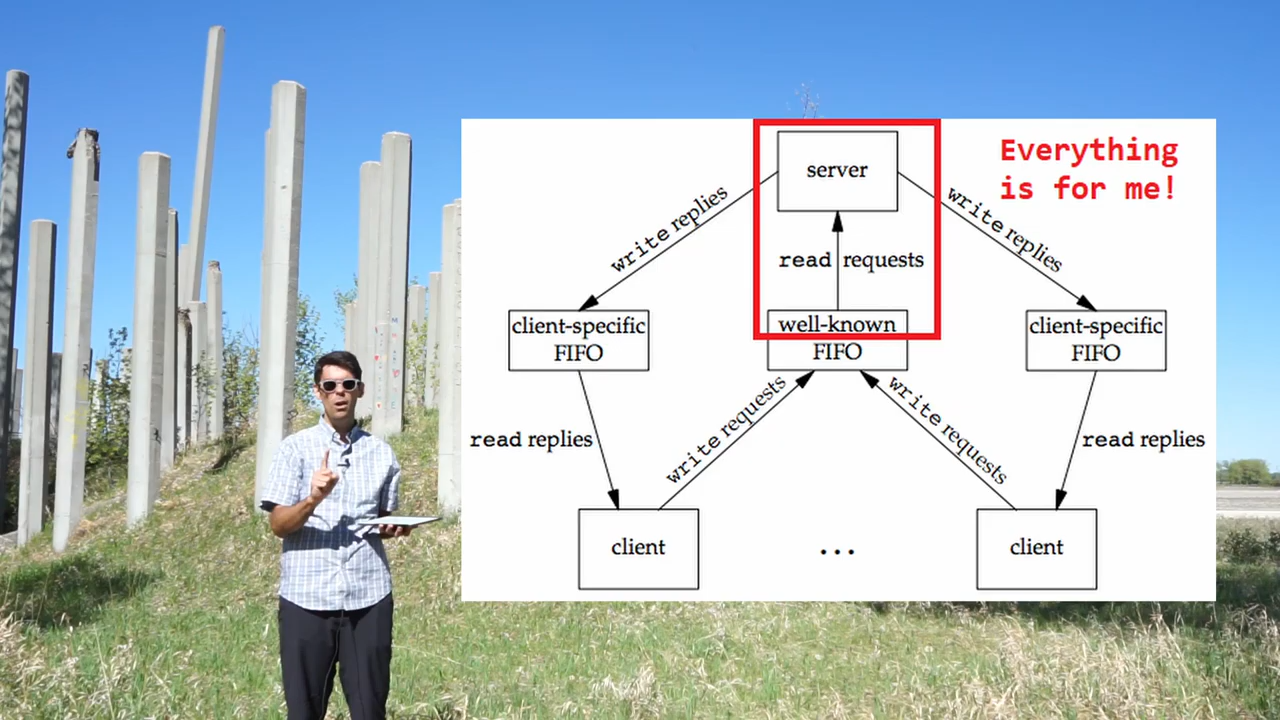 Everything
is for me!
server
write replies
write replies
read requests
client-specific
FIFO
well-known
FIFO
client-specific
FIFO
read replies
write requests
write requests
read replies
client
...
client